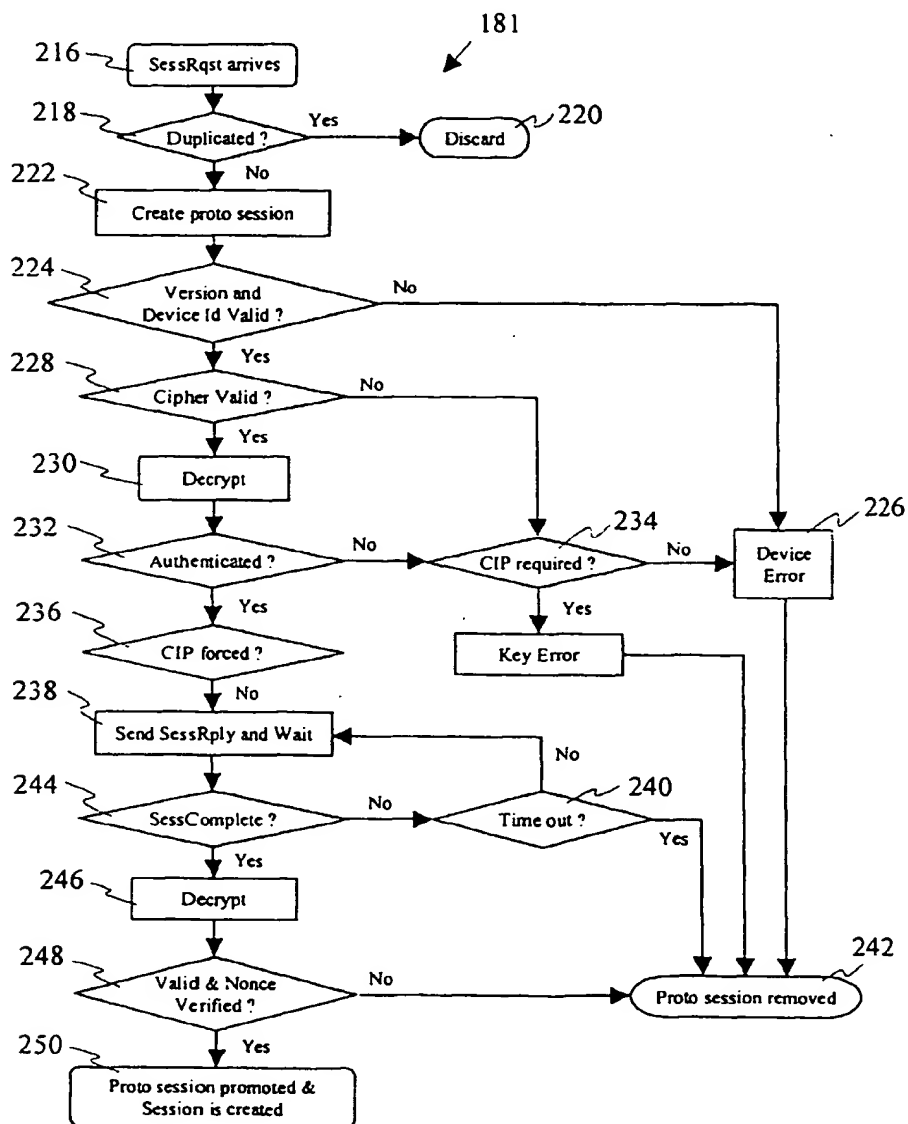 181
216
SessRqst arrives
218
Duplicated ?
Yes
Discard
220
No
222
Create proto session
224
Version and
Device Id Valid ?
No
Yes
228
Cipher Valid ?
No
Yes
230
Decrypt
232
Authenticated ?
No
CIP required ?
234
No
Device
Error
226
Yes
Yes
236
CIP forced ?
Key Error
No
238
Send SessRply and Wait
No
244
SessComplete ?
No
Time out ?
240
Yes
Yes
246
Decrypt
248
Valid & Nonce
Verified ?
No
Proto session removed
242
Yes
250
Proto session promoted &
Session is created